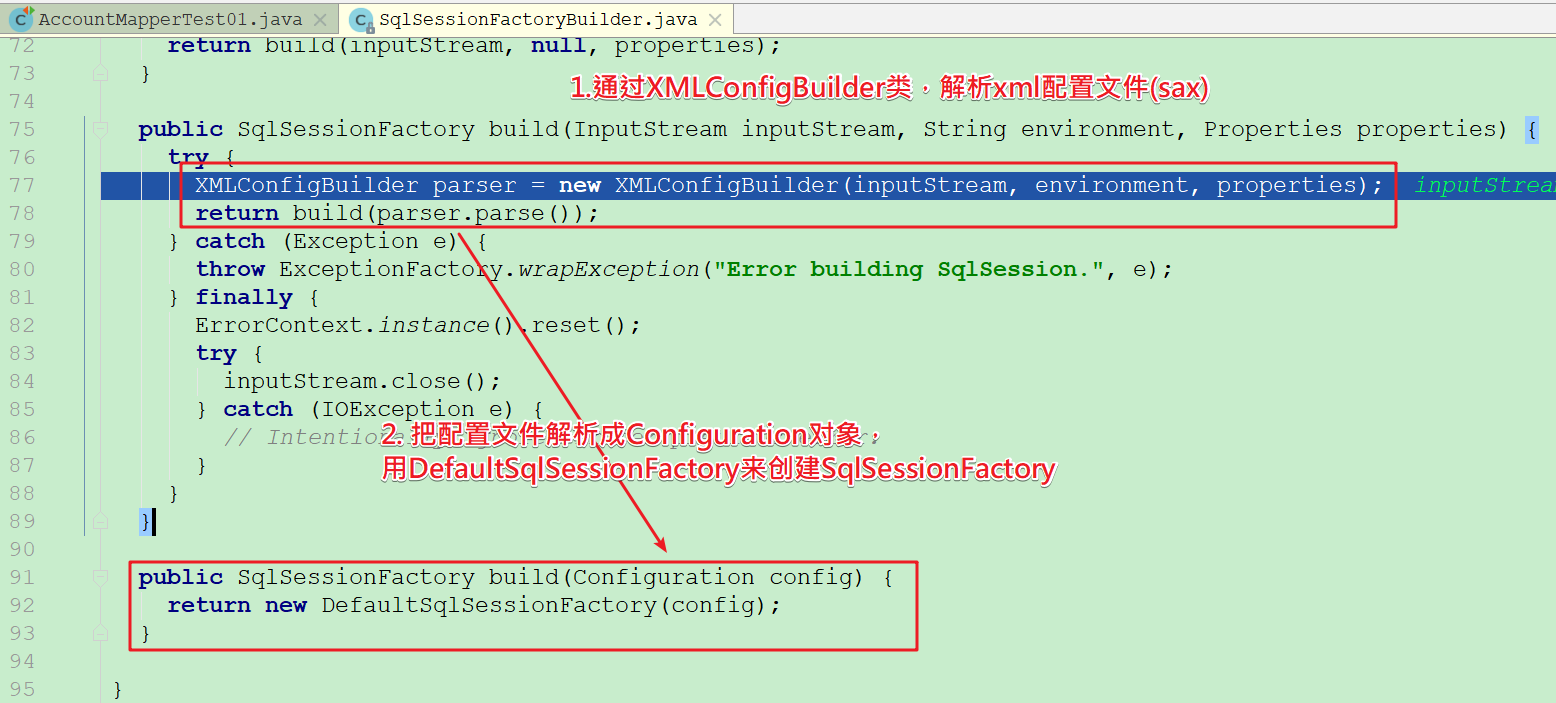 AccountMapperTest01.java × SqlSessionFactoryBuilder.java ×
72 return build(inputStream, null, properties);
73 }
1.通过XMLConfigBuilder类，解析xml配置文件(sax)
74
75 public SqlSessionFactory build(InputStream inputStream, String environment, Properties properties) {
76 try {
77 XMLConfigBuilder parser = new XMLConfigBuilder(inputStream, environment, properties); inputStream
78 return build(parser.parse());
79 } catch (Exception e) {
80 throw ExceptionFactory.wrapException("Error building SqlSession.", e);
81 } finally {
82 ErrorContext.instance().reset();
83 try {
84 inputStream.close();
85 } catch (IOException e) {
86 // 
2. 把配置文件解析成Configuration对象，
87 }
用DefaultSqlSessionFactory来创建SqlSessionFactory
88 }
89 }
90
91 public SqlSessionFactory build(Configuration config) {
92 return new DefaultSqlSessionFactory(config);
93 }
94
95 }